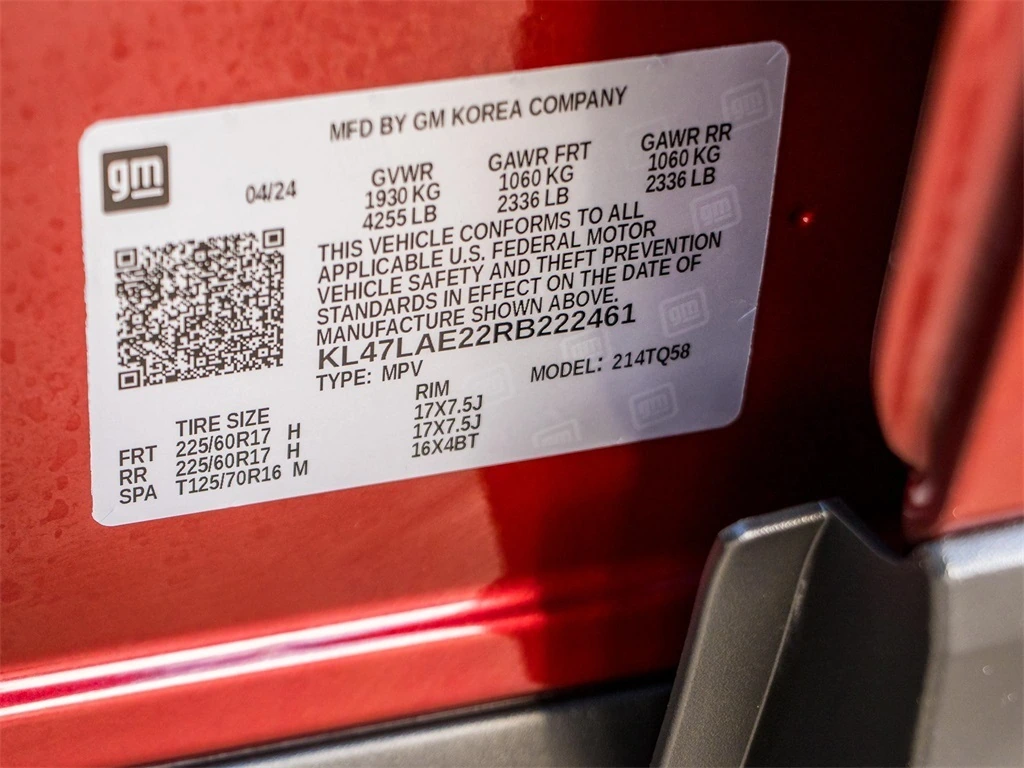 MFD BY GM KOREA COMPANY
gm
04/24
GVWR GAWR FRT GAWR RR
1930 KG 1060 KG 1060 KG
4255 LB 2336 LB 2336 LB
THIS VEHICLE CONFORMS TO ALL
APPLICABLE U.S. FEDERAL MOTOR
VEHICLE SAFETY AND THEFT PREVENTION
STANDARDS IN EFFECT ON THE DATE OF
MANUFACTURE SHOWN ABOVE.
KL47LAE22RB222461
TYPE: MPV MODEL: 214TQ58
TIRE SIZE RIM
FRT 225/60R17 H 17X7.5J
RR 225/60R17 H 17X7.5J
SPA T125/70R16 M 16X4BT